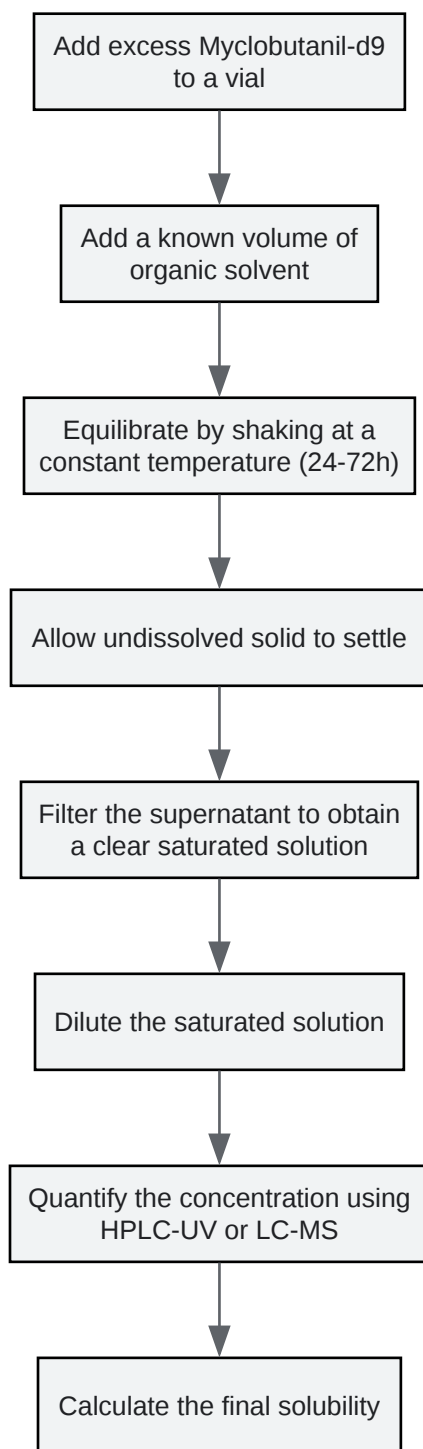 Add excess Myclobutanil-d9
to a vial
Add a known volume of
organic solvent
Equilibrate by shaking at a
constant temperature (24-72h)
Allow undissolved solid to settle
Filter the supernatant to obtain
a clear saturated solution
Dilute the saturated solution
Quantify the concentration using
HPLC-UV or LC-MS
Calculate the final solubility